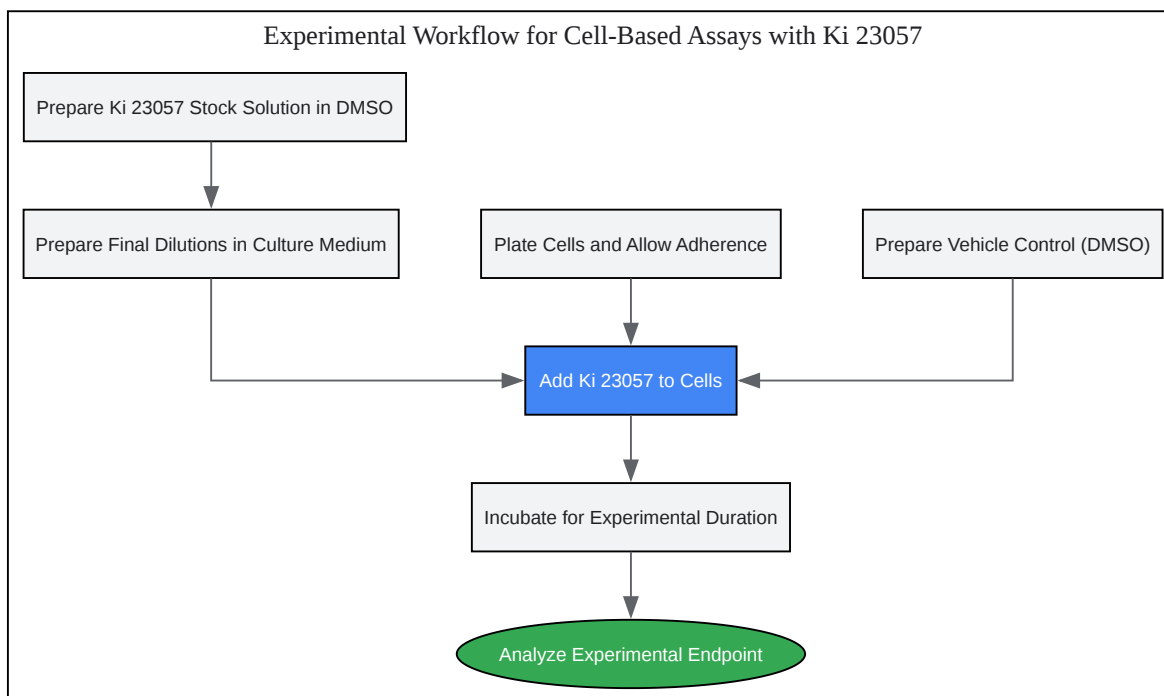 Experimental Workflow for Cell-Based Assays with Ki 23057
Prepare Ki 23057 Stock Solution in DMSO
Prepare Final Dilutions in Culture Medium
Plate Cells and Allow Adherence
Prepare Vehicle Control (DMSO)
Add Ki 23057 to Cells
Incubate for Experimental Duration
Analyze Experimental Endpoint